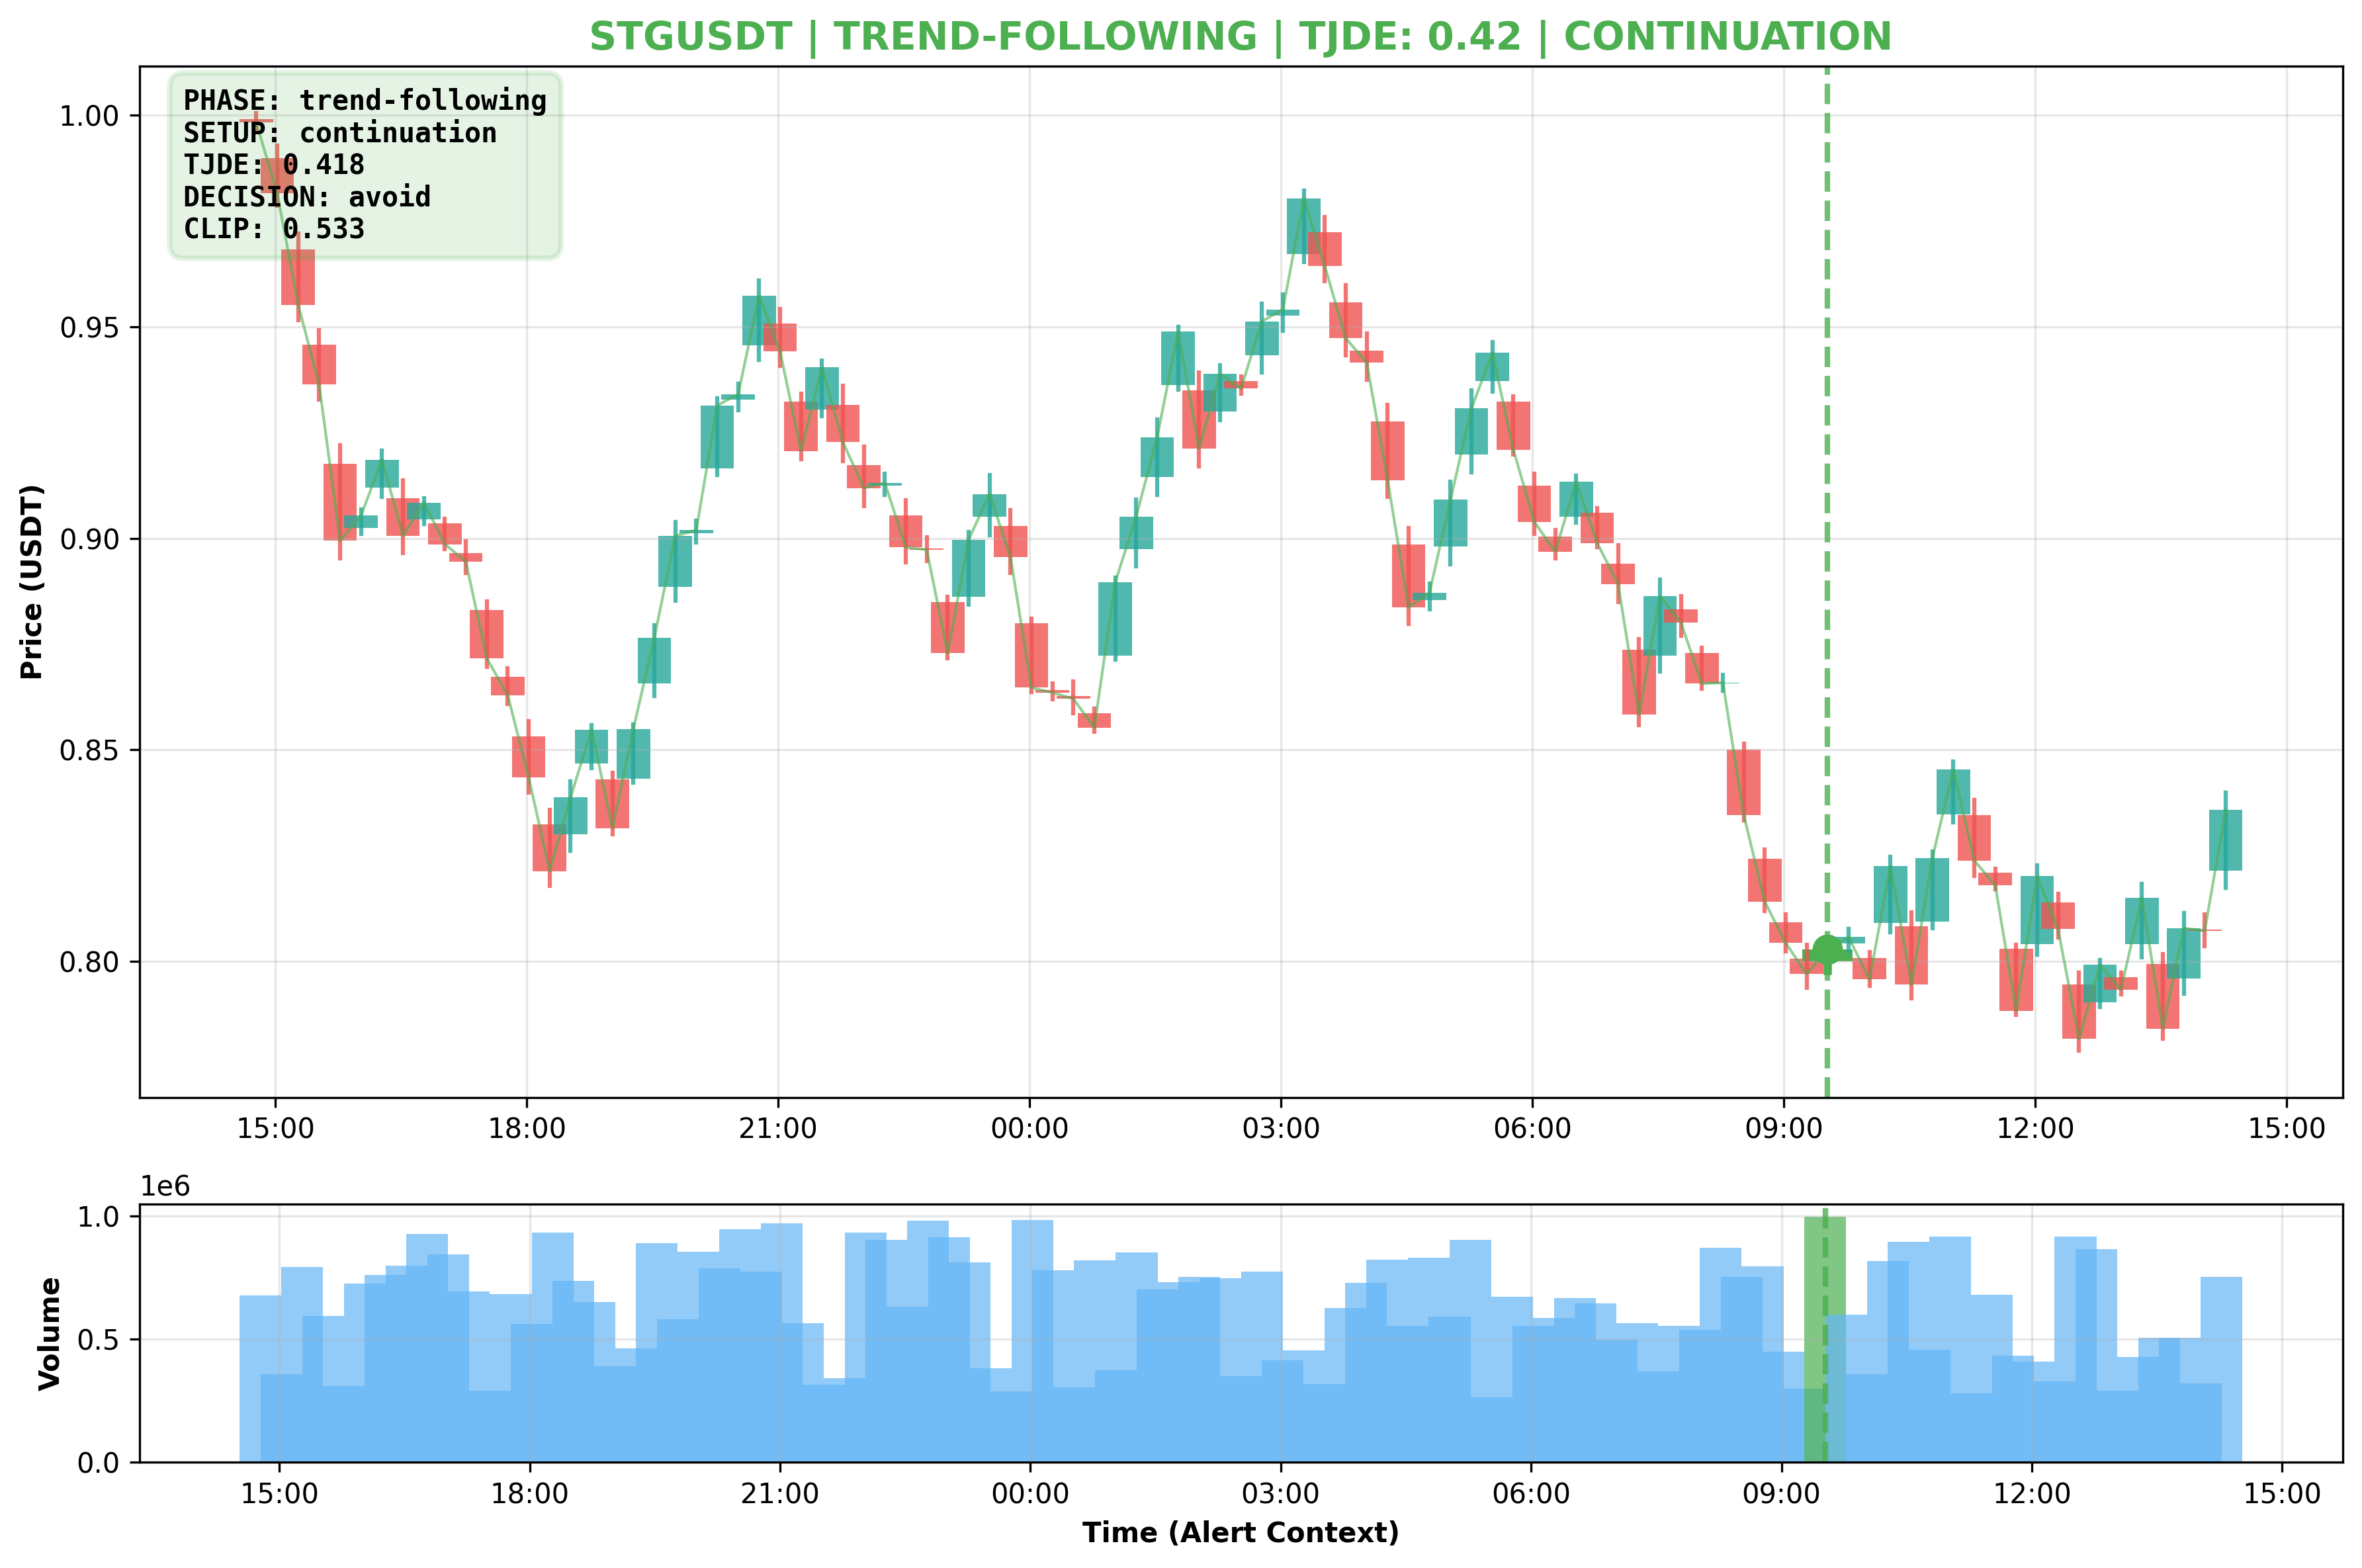 STGUSDT | TREND-FOLLOWING | TJDE: 0.42 | CONTINUATION
PHASE: trend-following
SETUP: continuation
TJDE: 0.418
DECISION: avoid
CLIP: 0.533
Price (USDT)
1.00
0.95
0.90
0.85
0.80
15:00 18:00 21:00 00:00 03:00 06:00 09:00 12:00 15:00
1e6
Volume
1.0
0.5
0.0
15:00 18:00 21:00 00:00 03:00 06:00 09:00 12:00 15:00
Time (Alert Context)